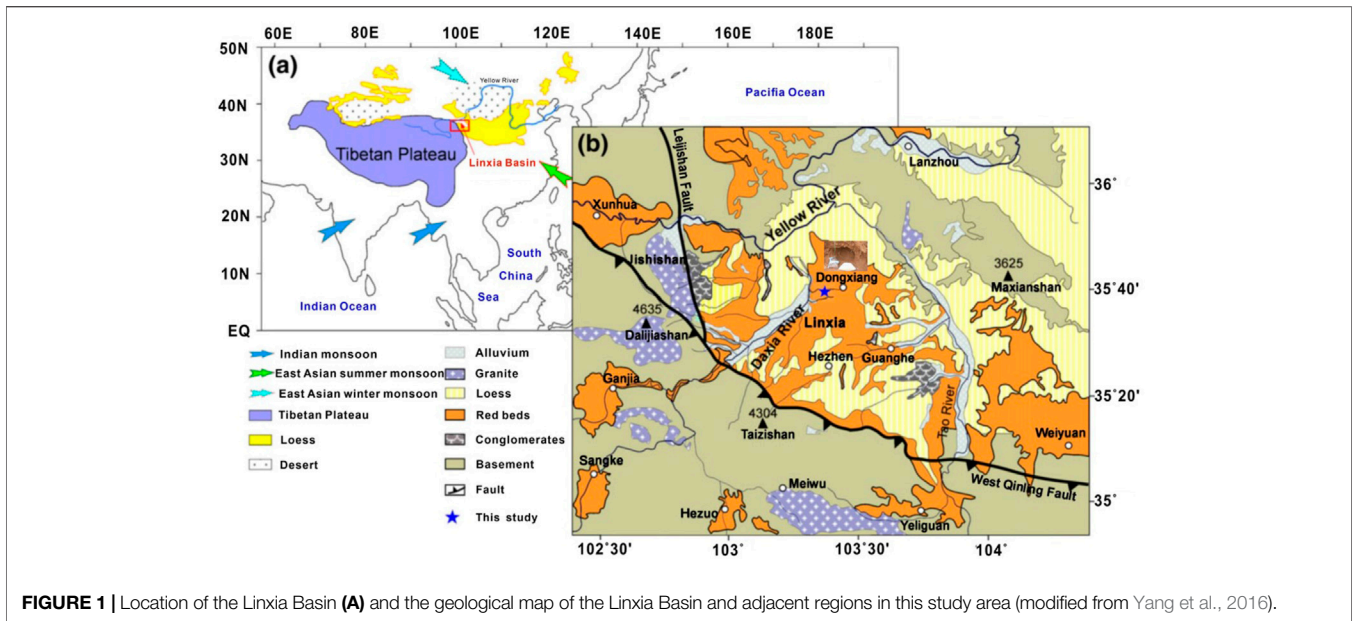 60E 80E 100E 120E 140E 160E 180E
50N
(a)
Yellow River
Pacifia Ocean
40N
Tibetan Plateau
Linxia Basin
30N
20N
South
China
Sea
10N
Indian Ocean
EQ
Indian monsoon
East Asian summer monsoon
East Asian winter monsoon
Tibetan Plateau
Loess
Desert
Alluvium
Granite
Loess
Red beds
Conglomerates
Basement
Fault
This study
(b)
Leijishan Fault
Lanzhou
36°
Xunhua
Yellow River
Jishishan
3625
Maxianshan
Dongxiang
35°40'
4635
Dalijiashan
Daxia River
Linxia
Hezhen
Guanghe
Ganjia
35°20'
4304
Taizishan
Tao River
Weiyuan
Sangke
Meiwu
West Qinling Fault
35°
Hezuo
Yeliguan
102°30' 103° 103°30' 104°
FIGURE 1 | Location of the Linxia Basin (A) and the geological map of the Linxia Basin and adjacent regions in this study area (modified from Yang et al., 2016).